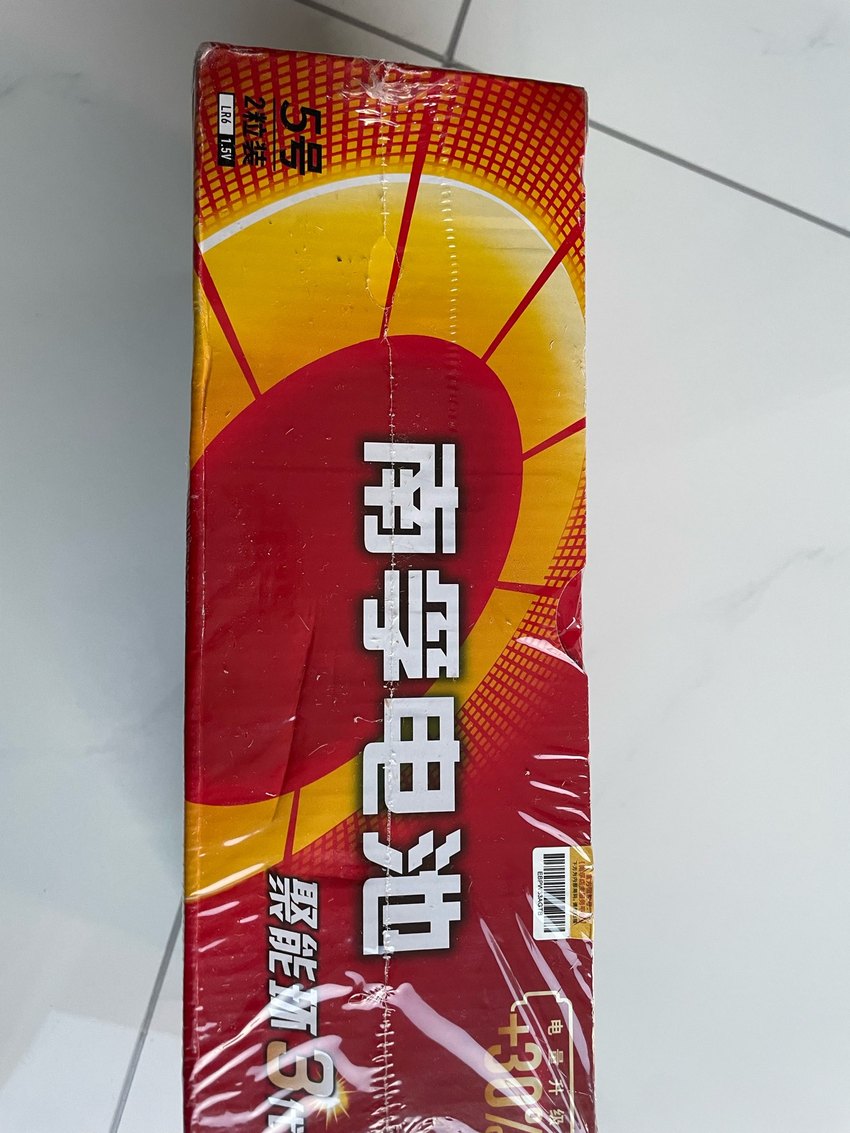 5号
2粒装
LR6 1.5V
南孚电池
聚能环3代
电量升级
+30%